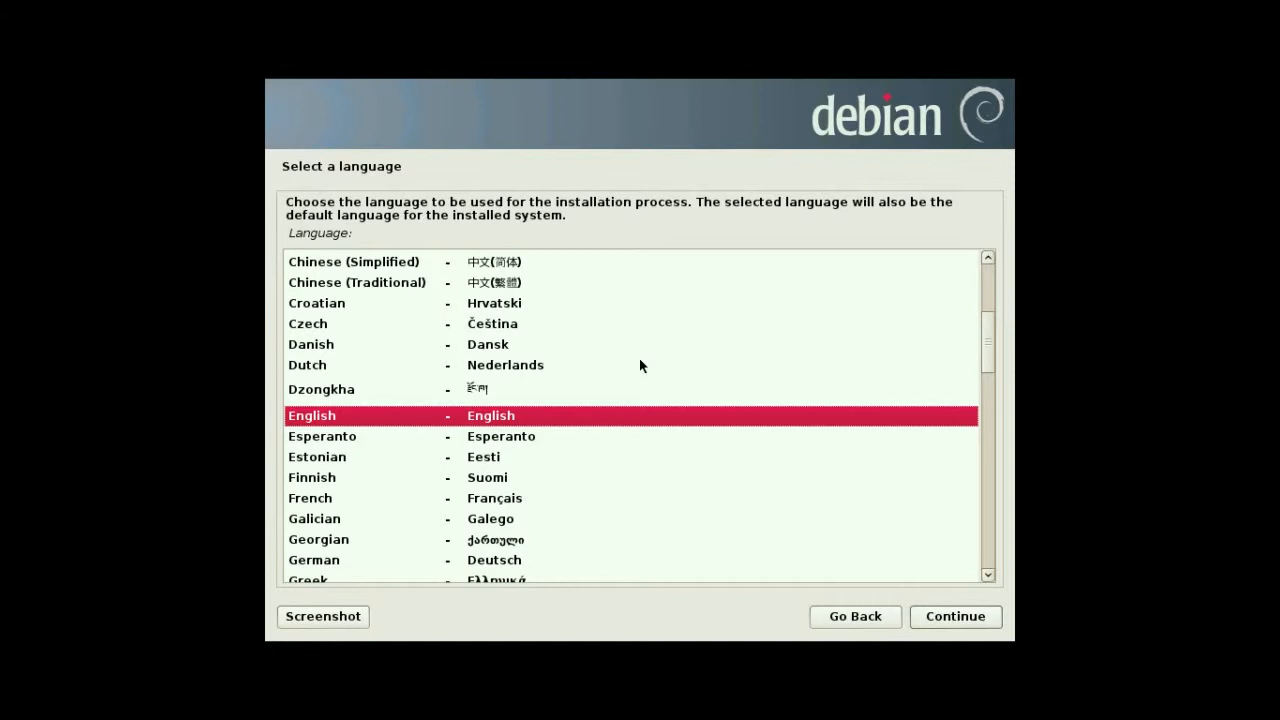 debian
Select a language
Choose the language to be used for the installation process. The selected language will also be the
default language for the installed system.
Language:
Chinese (Simplified) - 中文(简体)
Chinese (Traditional) - 中文(繁體)
Croatian - Hrvatski
Czech - Čeština
Danish - Dansk
Dutch - Nederlands
Dzongkha - རྫོང་ཁ།
English - English
Esperanto - Esperanto
Estonian - Eesti
Finnish - Suomi
French - Français
Galician - Galego
Georgian - ქართული
German - Deutsch
Greek - Ελληνικά
Screenshot
Go Back
Continue